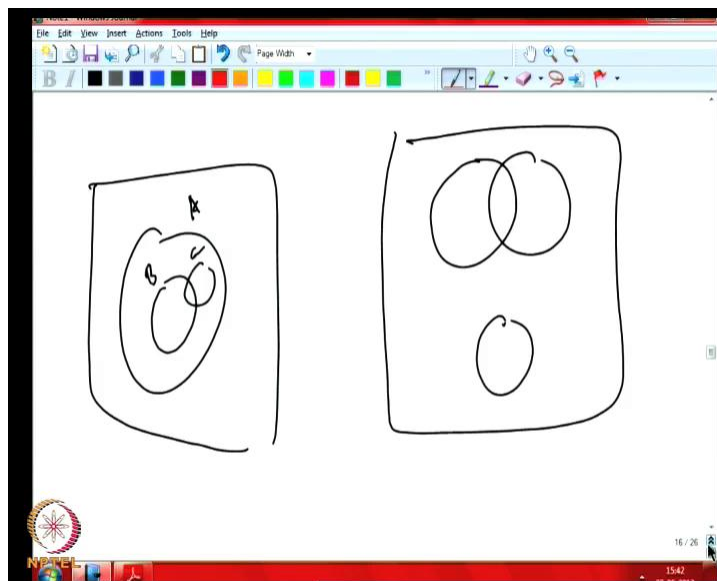 File Edit View Insert Actions Tools Help
Page Width
B I
A
B
C
16 / 26
NPTEL
15:42